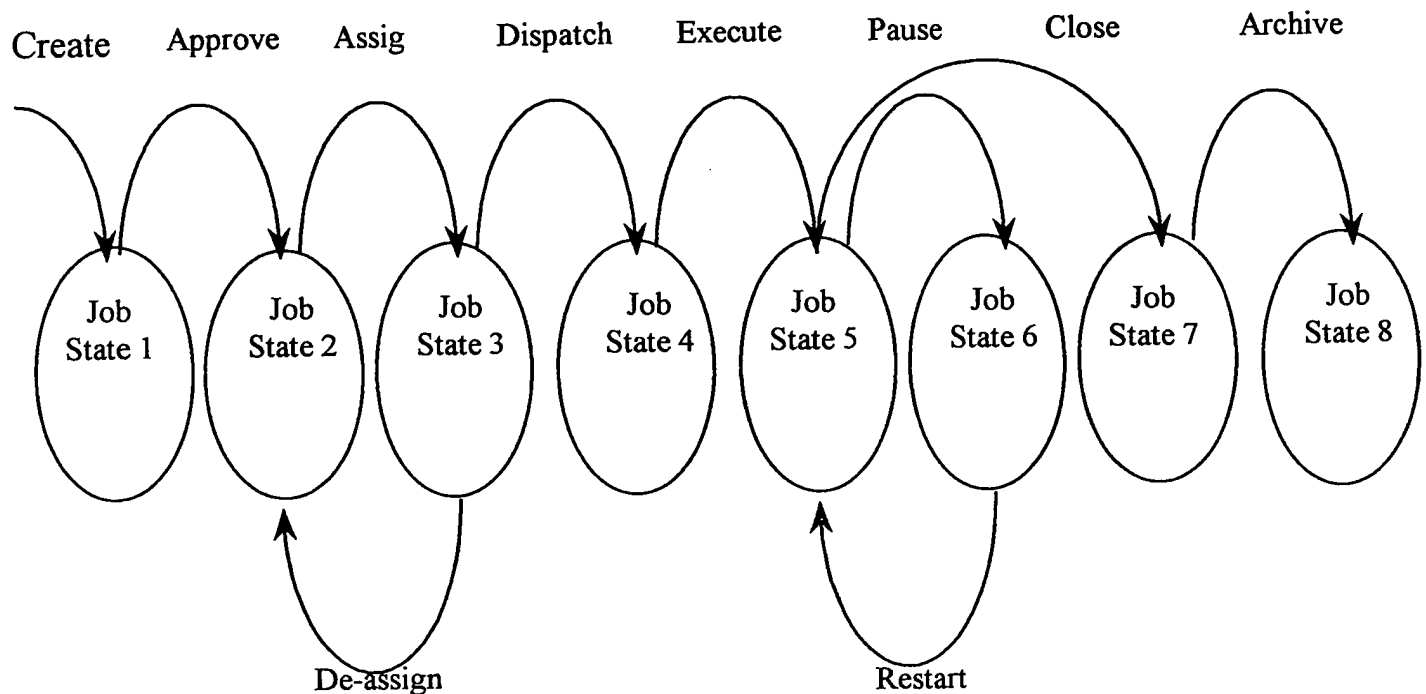 Create Approve Assig Dispatch Execute Pause Close Archive
Job Job Job Job Job Job Job Job
State 1 State 2 State 3 State 4 State 5 State 6 State 7 State 8
De-assign Restart